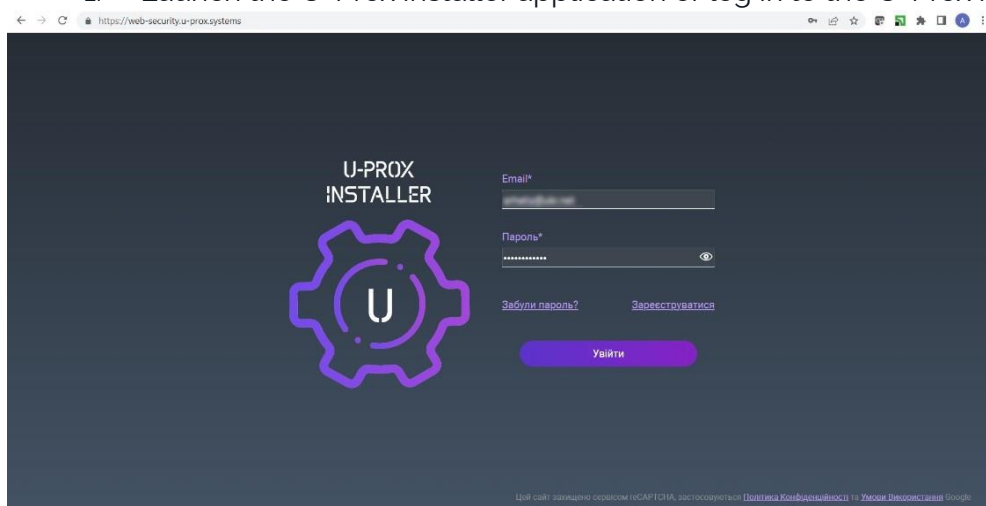 Launch the U-Prox Installer application or log in to the U-Prox
https://web-security.u-prox.systems
U-PROX
INSTALLER
Email*
Пароль*
U
Забули пароль? Зареєструватися
Увійти
Цей сайт захищено сервісом reCAPTCHA, застосовуються Політика Конфіденційності та Умови Використання Google